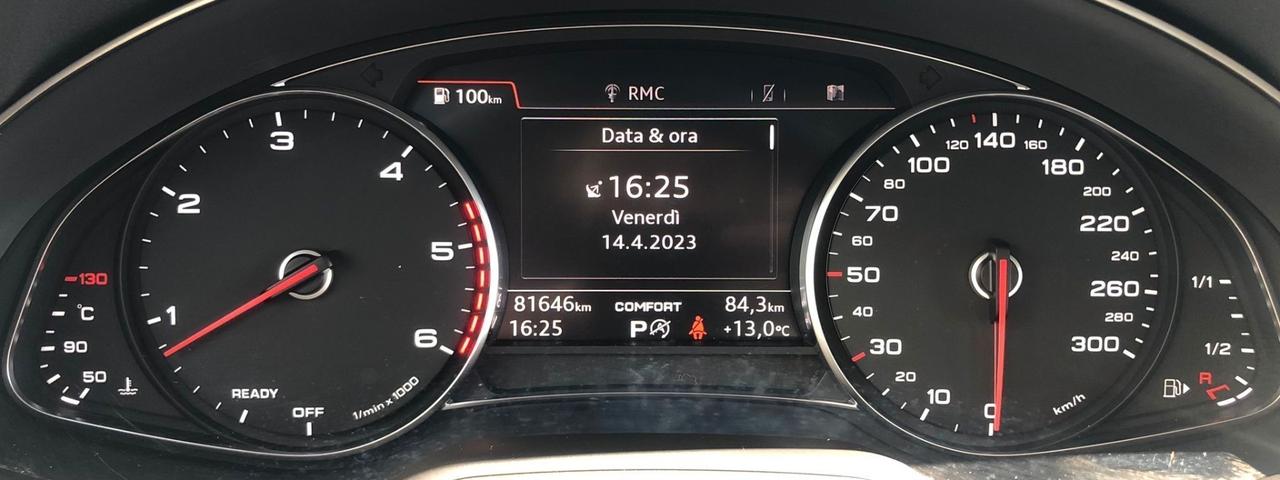 100km
RMC
Data & ora
16:25
Venerdì
14.4.2023
81646km
COMFORT
84,3km
16:25
P
+13,0°C
1
2
3
4
5
6
READY
OFF
1/min x 1000
130
°C
90
50
0
10
20
30
40
50
60
70
80
100
120
140
160
180
200
220
240
260
280
300
km/h
1/1
1/2
R